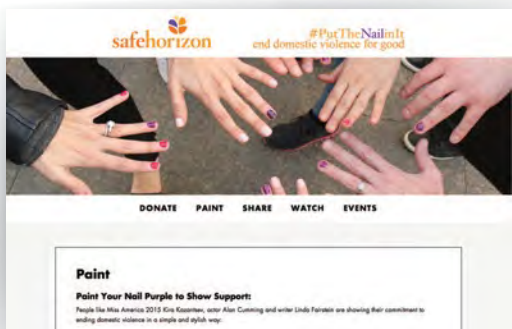 safehorizon
#PutTheNailinIt
end domestic violence for good
DONATE PAINT SHARE WATCH EVENTS
Paint
Paint Your Nail Purple to Show Support:
People like Miss America 2015 Kira Kazantsev, actor Alan Cumming and writer Linda Fairstein are showing their commitment to
ending domestic violence in a simple and stylish way: